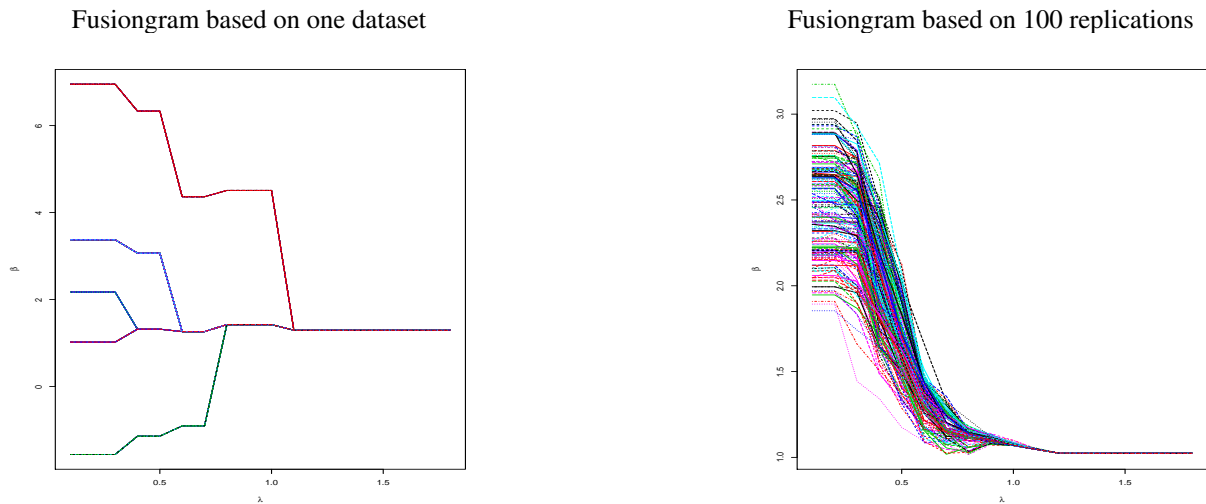 Fusiongram based on one dataset
6
4
2
0
β
0.5
1.0
1.5
λ
Fusiongram based on 100 replications
3.0
2.5
2.0
1.5
1.0
β
0.5
1.0
1.5
λ